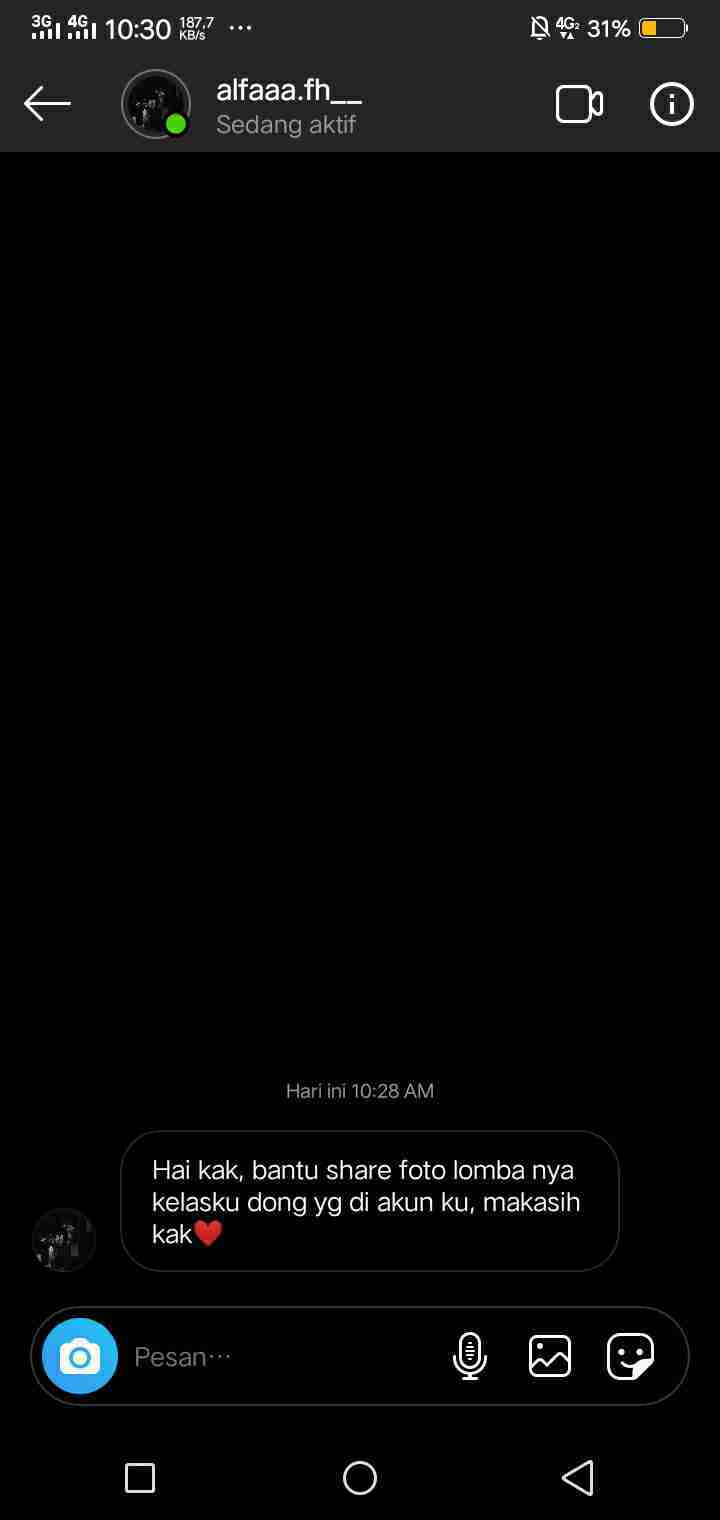 3G 4G 10:30 187,7 KB/s ··· 4G2 31%
alfaaa.fh__
Sedang aktif
Hari ini 10:28 AM
Hai kak, bantu share foto lomba nya
kelasku dong yg di akun ku, makasih
kak❤️
Pesan···